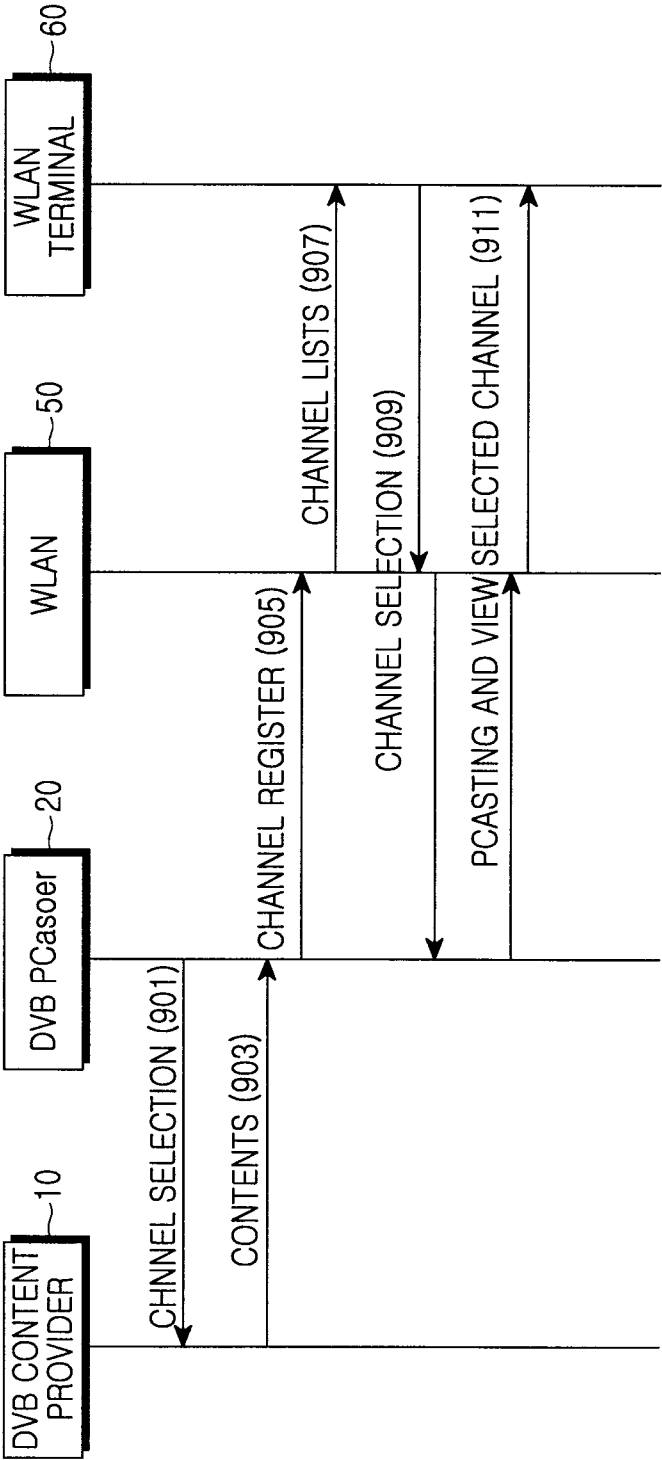 DVB CONTENT
PROVIDER
10
DVB PCasoer
20
WLAN
50
WLAN
TERMINAL
60
CHNNEL SELECTION (901)
CONTENTS (903)
CHANNEL REGISTER (905)
CHANNEL LISTS (907)
CHANNEL SELECTION (909)
PCASTING AND VIEW SELECTED CHANNEL (911)